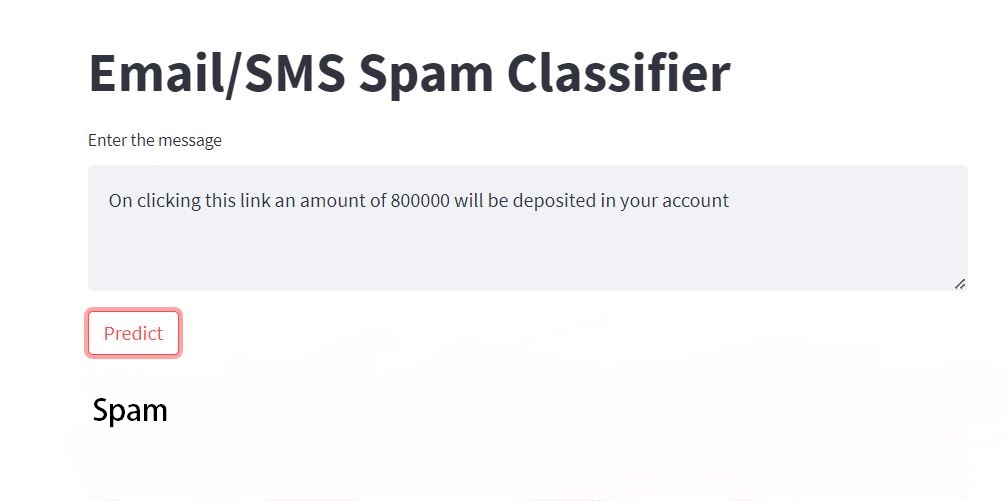 Email/SMS Spam Classifier
Enter the message
On clicking this link an amount of 800000 will be deposited in your account
Predict
Spam